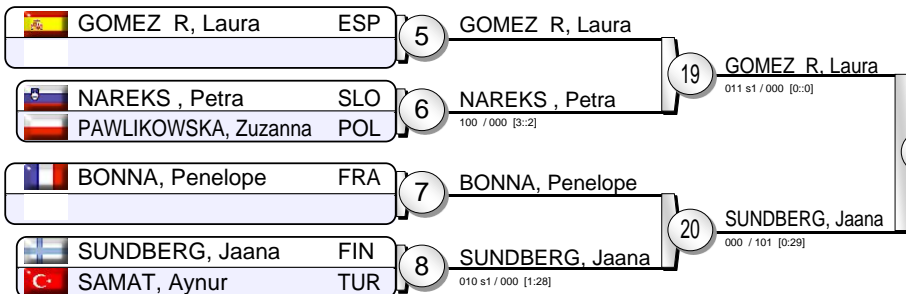 GOMEZ R, Laura ESP
5
GOMEZ R, Laura
19
GOMEZ R, Laura
011 s1 / 000 [0::0]
NAREKS , Petra SLO
PAWLIKOWSKA, Zuzanna POL
6
NAREKS , Petra
100 / 000 [3::2]
BONNA, Penelope FRA
7
BONNA, Penelope
20
SUNDBERG, Jaana
000 / 101 [0:29]
SUNDBERG, Jaana FIN
SAMAT, Aynur TUR
8
SUNDBERG, Jaana
010 s1 / 000 [1:28]